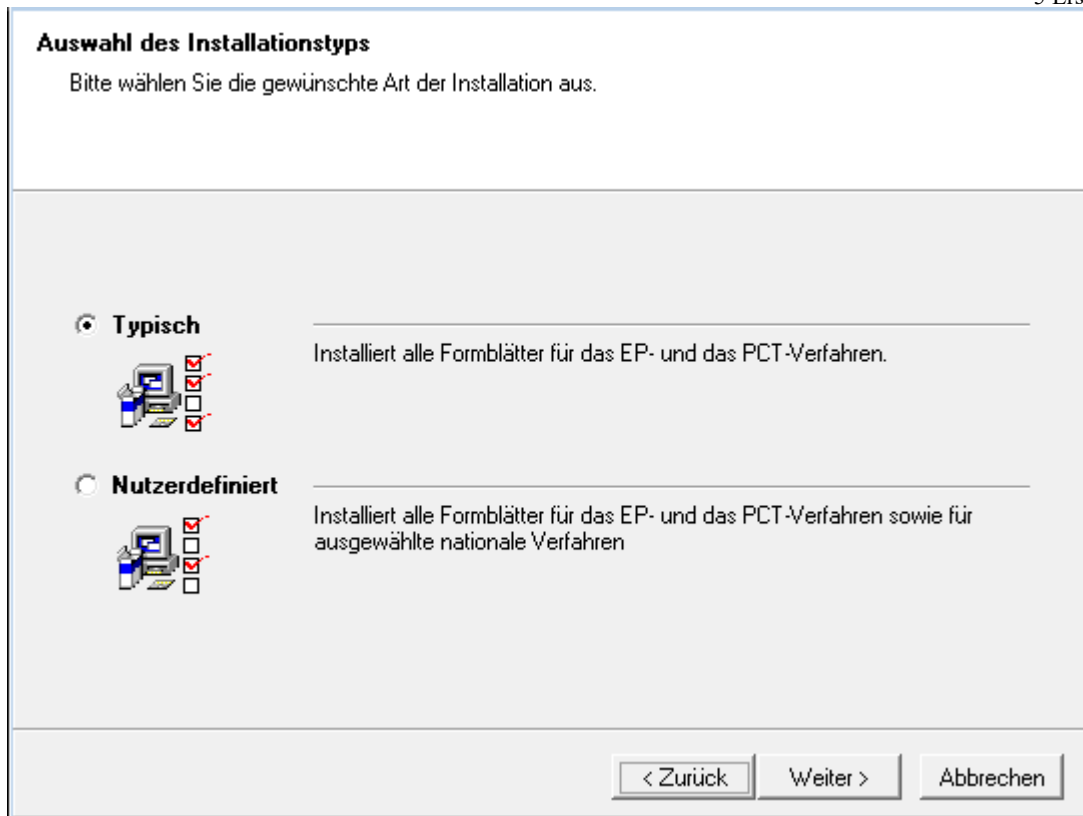 Auswahl des Installationstyps
Bitte wählen Sie die gewünschte Art der Installation aus.
Typisch
Installiert alle Formblätter für das EP- und das PCT-Verfahren.
Nutzerdefiniert
Installiert alle Formblätter für das EP- und das PCT-Verfahren sowie für
ausgewählte nationale Verfahren
< Zurück
Weiter >
Abbrechen